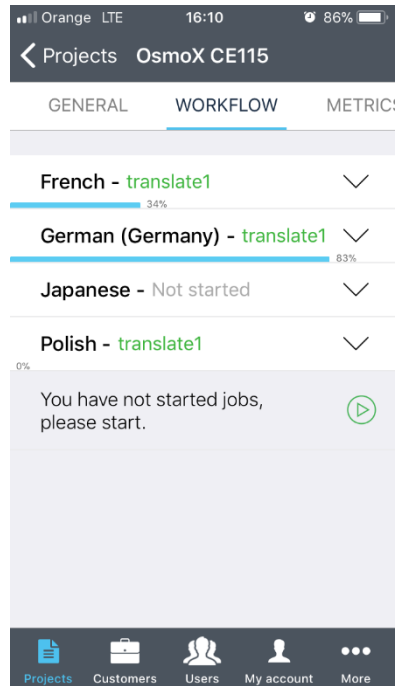 Orange LTE 16:10 86%
Projects OsmoX CE115
GENERAL WORKFLOW METRICS
French - translate1
34%
German (Germany) - translate1
83%
Japanese - Not started
Polish - translate1
0%
You have not started jobs,
please start.
Projects Customers Users My account More